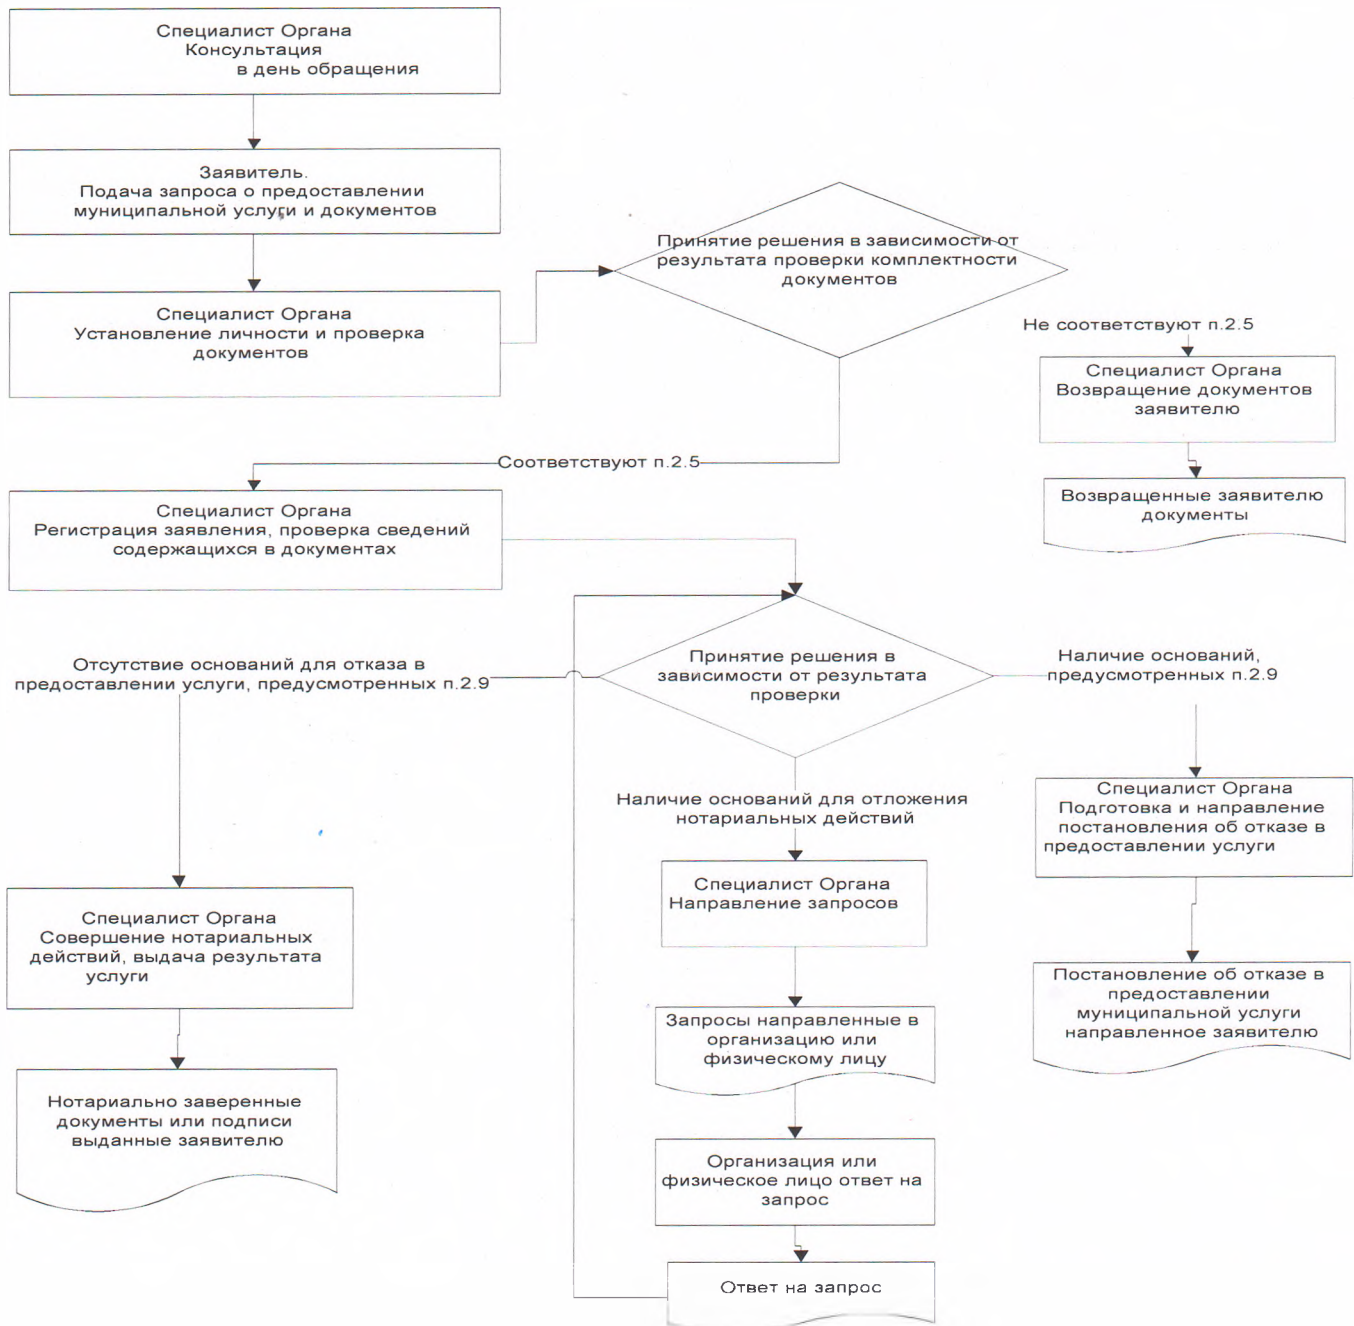 Специалист Органа
Консультация
в день обращения
Заявитель.
Подача запроса о предоставлении
муниципальной услуги и документов
Специалист Органа
Установление личности и проверка
документов
Принятие решения в зависимости от
результата проверки комплектности
документов
Не соответствуют п.2.5
Специалист Органа
Возвращение документов
заявителю
Возвращенные заявителю
документы
Соответствуют п.2.5
Специалист Органа
Регистрация заявления, проверка сведений
содержащихся в документах
Принятие решения в
зависимости от результата
проверки
Отсутствие оснований для отказа в
предоставлении услуги, предусмотренных п.2.9
Наличие оснований,
предусмотренных п.2.9
Наличие оснований для отложения
нотариальных действий
Специалист Органа
Подготовка и направление
постановления об отказе в
предоставлении услуги
Специалист Органа
Направление запросов
Специалист Органа
Совершение нотариальных
действий, выдача результата
услуги
Постановление об отказе в
предоставлении
муниципальной услуги
направленное заявителю
Запросы направленные в
организацию или
физическому лицу
Нотариально заверенные
документы или подписи
выданные заявителю
Организация или
физическое лицо ответ на
запрос
Ответ на запрос